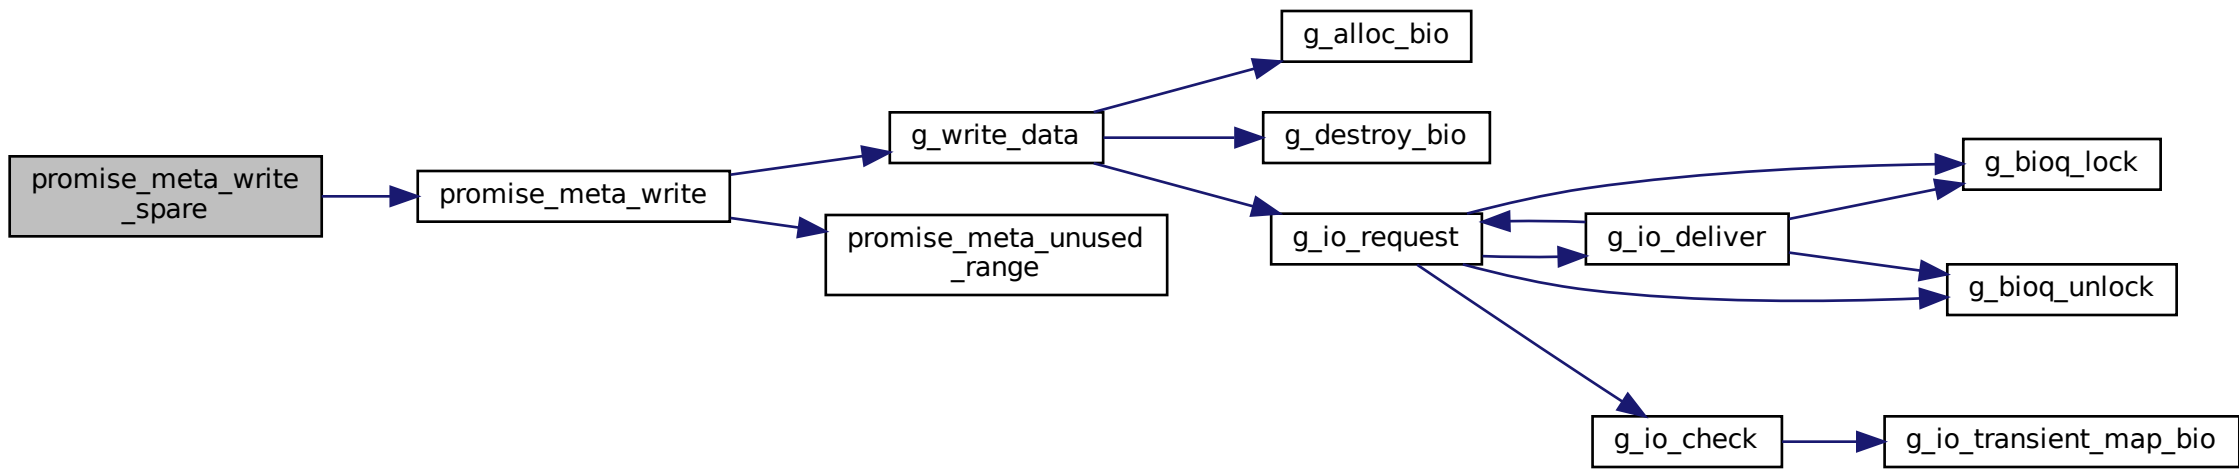 promise_meta_write
_spare
promise_meta_write
g_write_data
promise_meta_unused
_range
g_alloc_bio
g_destroy_bio
g_io_request
g_io_deliver
g_bioq_lock
g_bioq_unlock
g_io_check
g_io_transient_map_bio